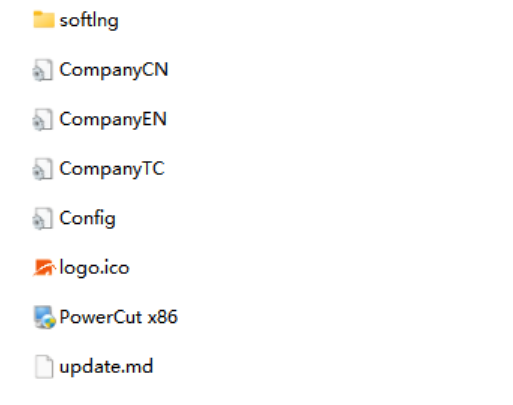 softlng
CompanyCN
CompanyEN
CompanyTC
Config
logo.ico
PowerCut x86
update.md